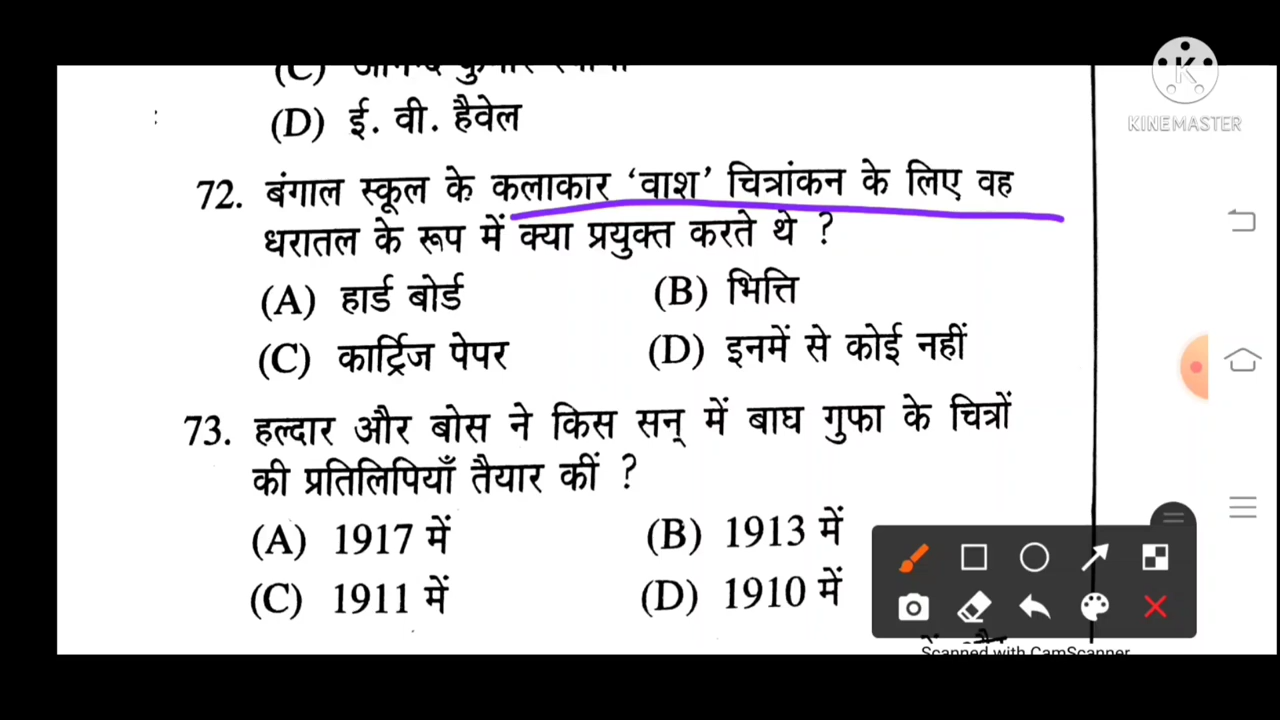 (C) आनन्द कुमार स्वामी
(D) ई. वी. हैवेल
KINEMASTER
72. बंगाल स्कूल के कलाकार ‘वाश’ चित्रांकन के लिए वह
धरातल के रूप में क्या प्रयुक्त करते थे ?
(A) हार्ड बोर्ड (B) भित्ति
(C) कार्ट्रिज पेपर (D) इनमें से कोई नहीं
73. हल्दार और बोस ने किस सन् में बाघ गुफा के चित्रों
की प्रतिलिपियाँ तैयार कीं ?
(A) 1917 में (B) 1913 में
(C) 1911 में (D) 1910 में
Scanned with CamScanner